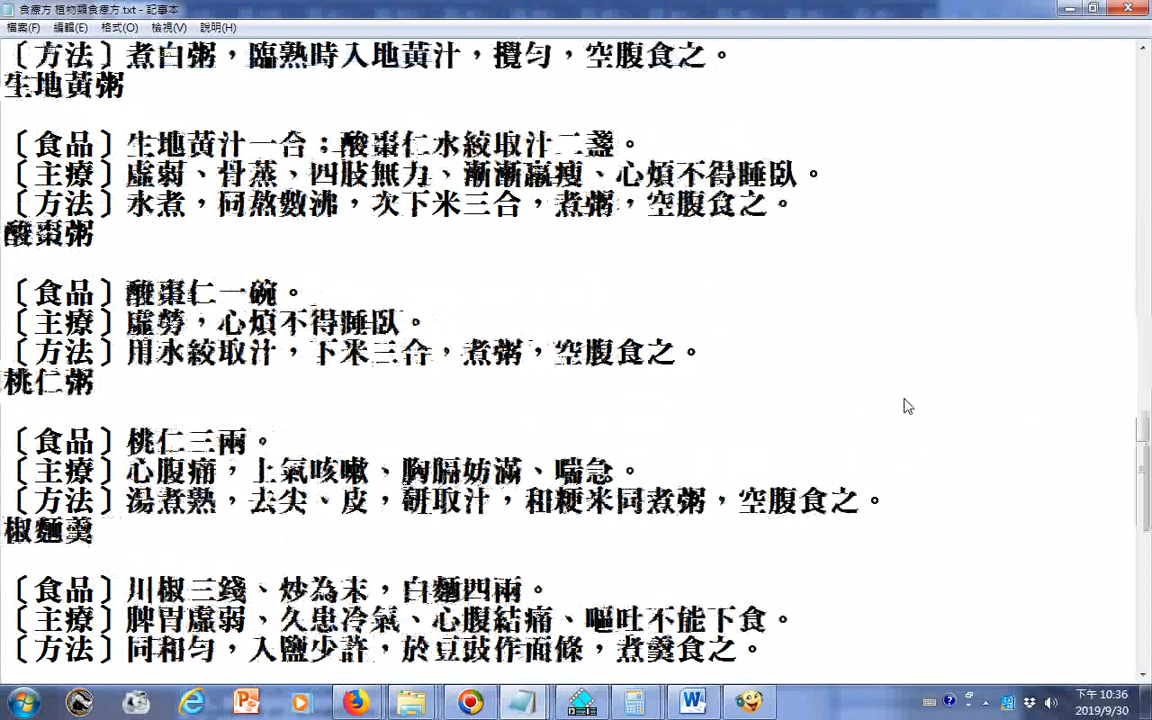 食療方 植物類食療方.txt - 記事本
檔案(F) 編輯(E) 格式(O) 檢視(V) 說明(H)
〔方法〕煮白粥，臨熟時入地黃汁，攪勻，空腹食之。
生地黃粥
〔食品〕生地黃汁一合；酸棗仁水絞取汁二盞。
〔主療〕虛弱、骨蒸、四肢無力、漸漸羸瘦、心煩不得睡臥。
〔方法〕水煮，同熬數沸，次下米三合，煮粥，空腹食之。
酸棗粥
〔食品〕酸棗仁一碗。
〔主療〕虛勞，心煩不得睡臥。
〔方法〕用水絞取汁，下米三合，煮粥，空腹食之。
桃仁粥
〔食品〕桃仁三兩。
〔主療〕心腹痛，上氣咳嗽、胸膈妨滿、喘急。
〔方法〕湯煮熟，去尖、皮，研取汁，和粳米同煮粥，空腹食之。
椒麵羹
〔食品〕川椒三錢、炒為末，白麵四兩。
〔主療〕脾胃虛弱、久患冷氣、心腹結痛、嘔吐不能下食。
〔方法〕同和勻，入鹽少許，於豆豉作面條，煮羹食之。
下午 10:36
2019/9/30